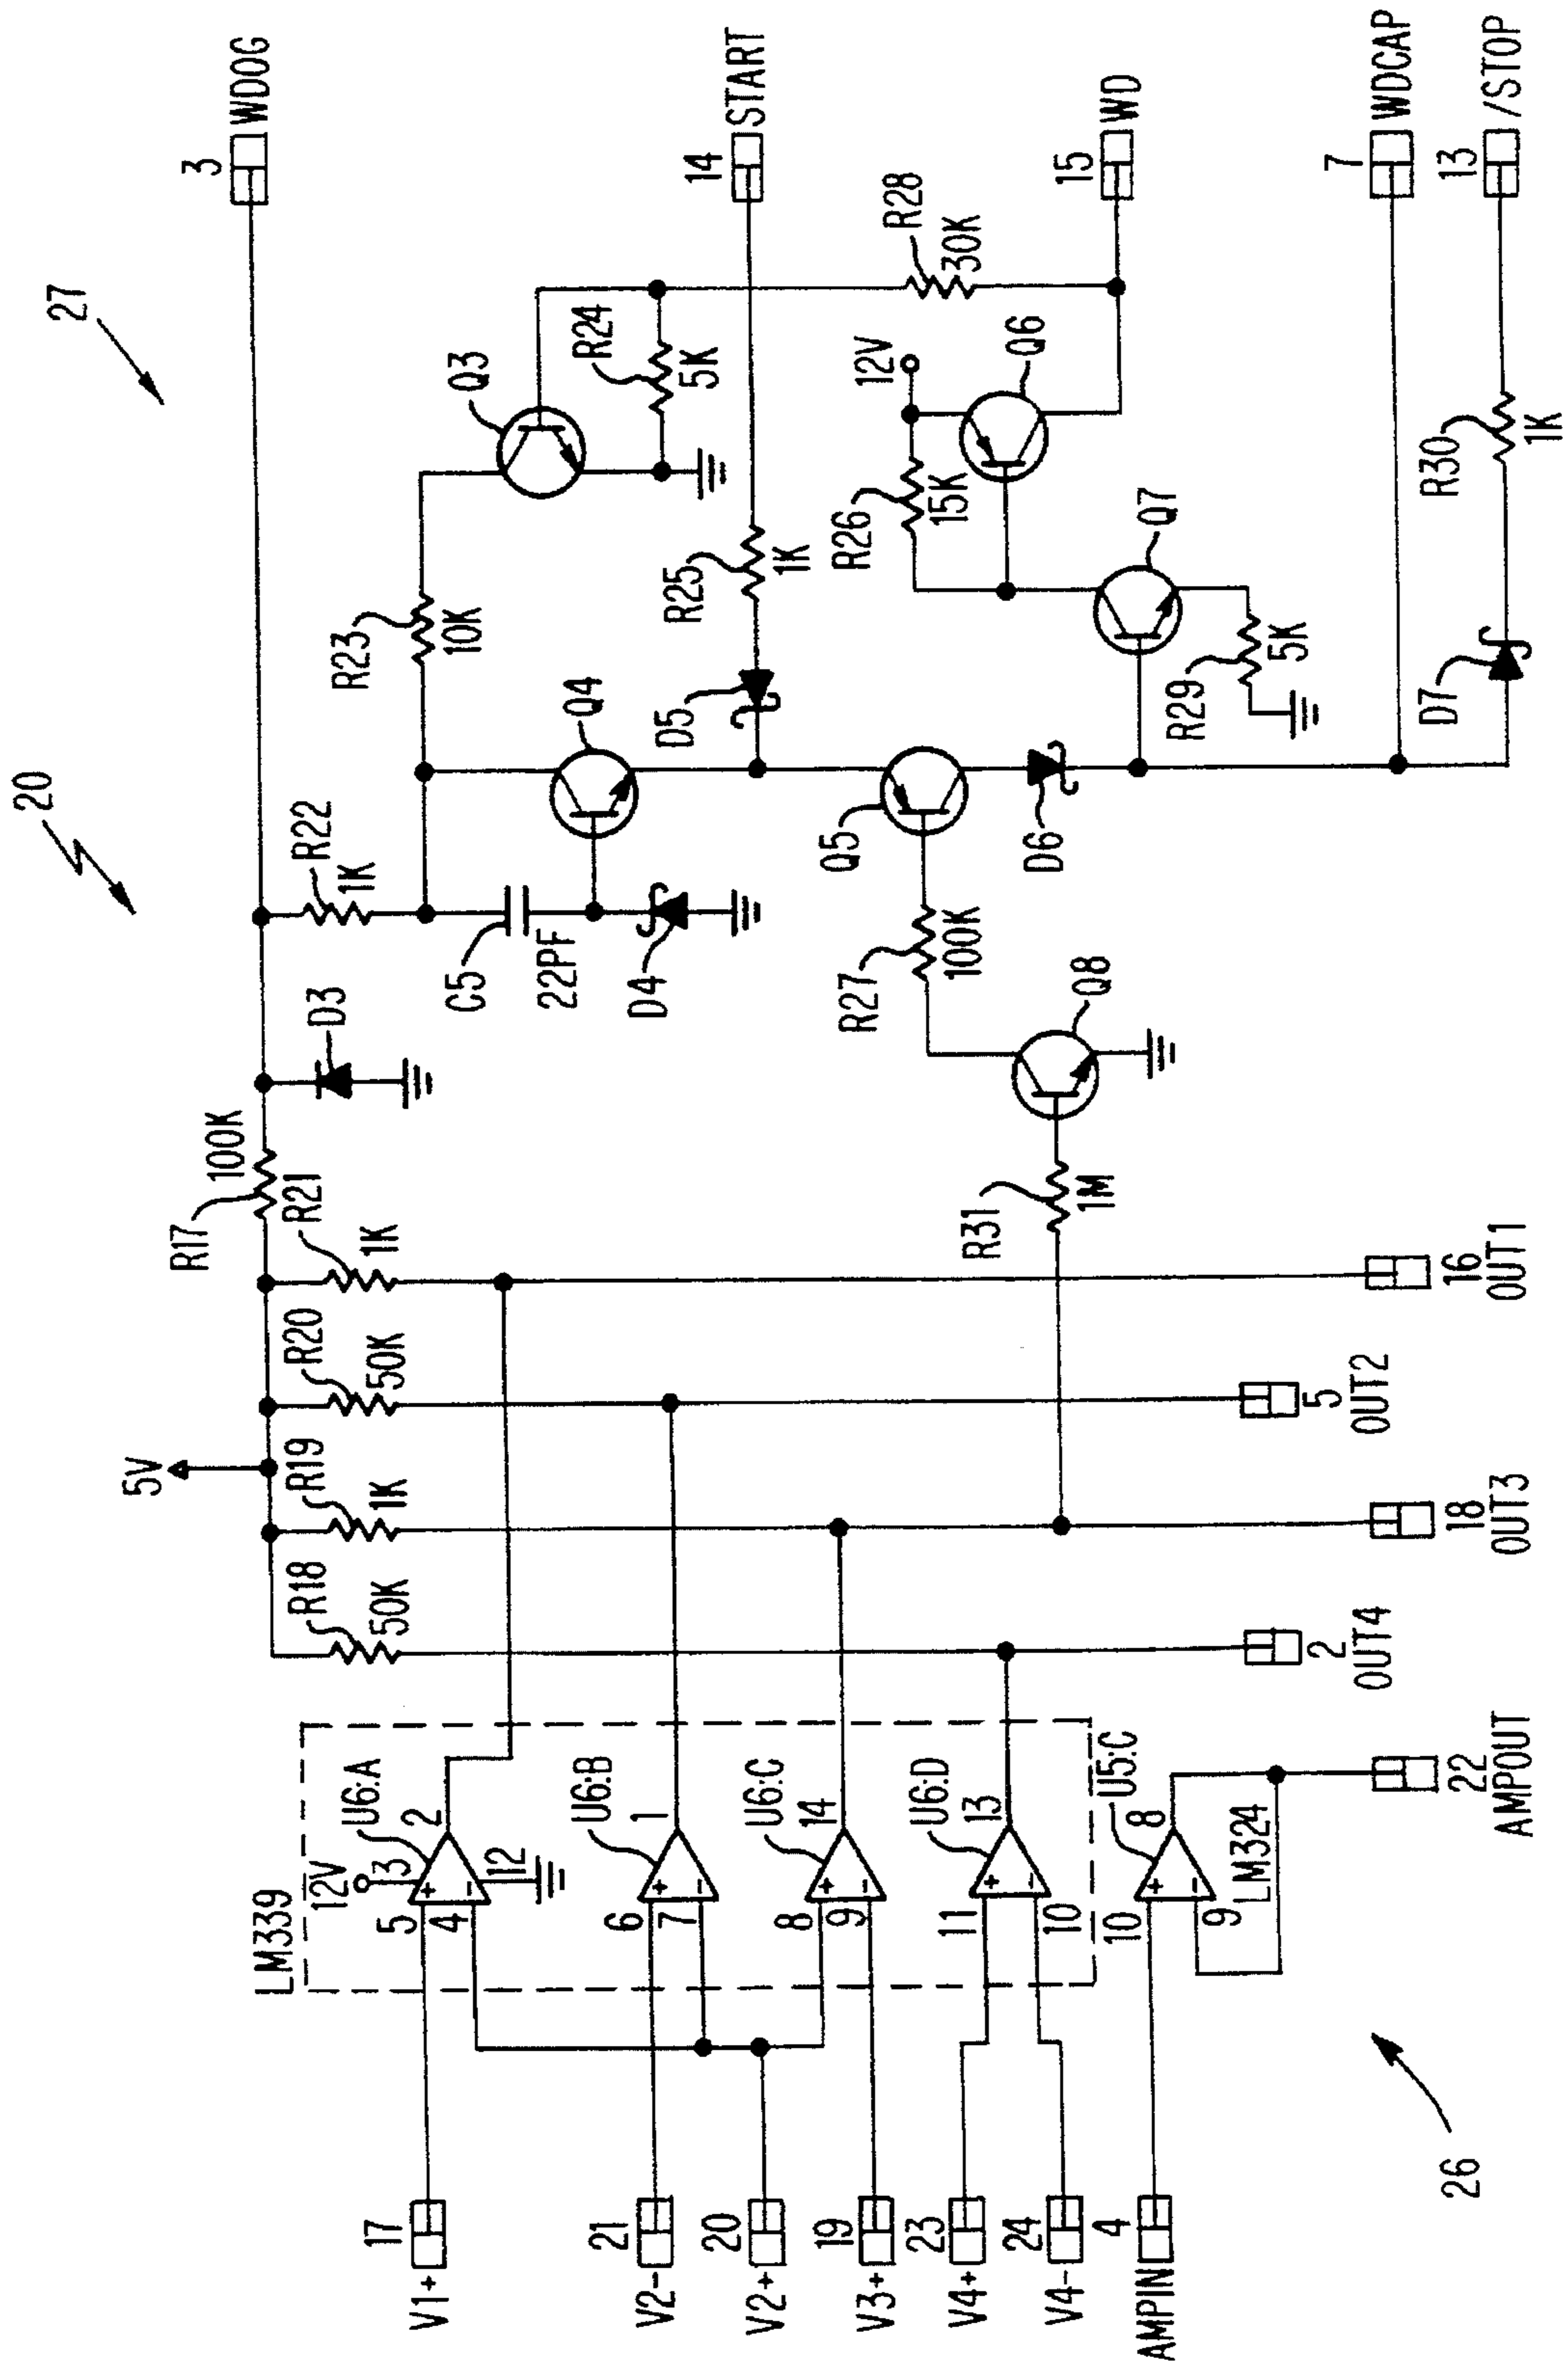 20
27
3
WDOG
14
START
15
WD
7
WDCAP
13
/STOP
5V
R17
100K
D3
R22
1K
C5
22PF
D4
R23
10K
Q4
Q3
R24
5K
R28
30K
D5
R25
1K
Q5
D6
R27
100K
Q8
R31
1M
12V
R26
15K
Q6
Q7
R29
5K
D7
R30
1K
R18
50K
R19
1K
R20
50K
R21
1K
16
OUT1
5
OUT2
18
OUT3
2
OUT4
22
AMPOUT
LM339
12V
U6:A
3
5
+
4
-
2
12
U6:B
6
+
7
-
1
U6:C
8
+
9
-
14
U6:D
11
+
10
-
13
U5:C
10
+
9
-
8
LM324
17
V1+
21
V2-
20
V2+
19
V3+
23
V4+
24
V4-
4
AMPIN
26